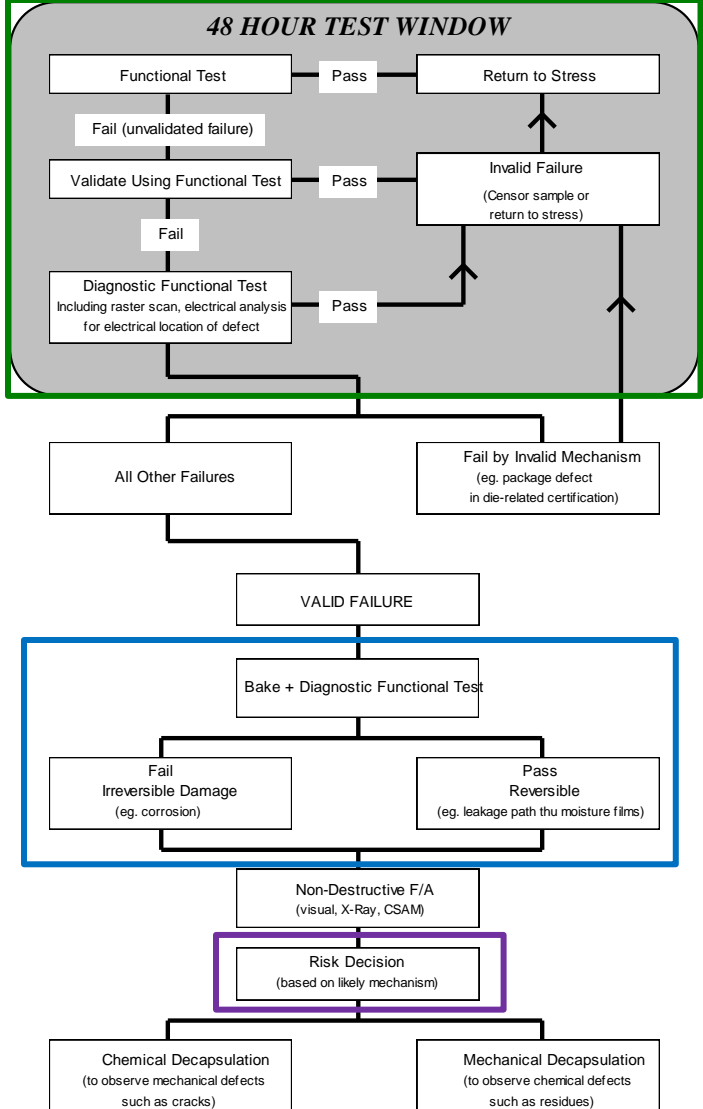 48 HOUR TEST WINDOW
Functional Test
Pass
Return to Stress
Fail (unvalidated failure)
Validate Using Functional Test
Pass
Invalid Failure
(Censor sample or
return to stress)
Fail
Diagnostic Functional Test
Including raster scan, electrical analysis
for electrical location of defect
Pass
All Other Failures
Fail by Invalid Mechanism
(eg. package defect
in die-related certification)
VALID FAILURE
Bake + Diagnostic Functional Test
Fail
Irreversible Damage
(eg. corrosion)
Pass
Reversible
(eg. leakage path thu moisture films)
Non-Destructive F/A
(visual, X-Ray, CSAM)
Risk Decision
(based on likely mechanism)
Chemical Decapsulation
(to observe mechanical defects
such as cracks)
Mechanical Decapsulation
(to observe chemical defects
such as residues)